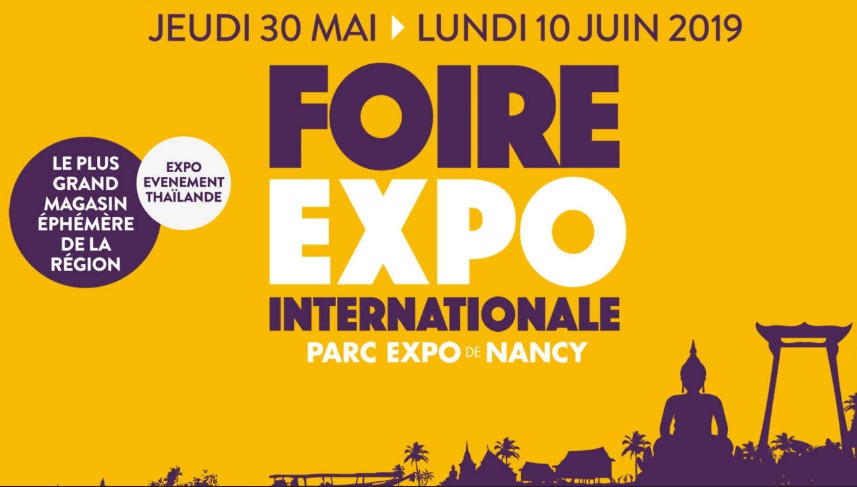 JEUDI 30 MAI ▶ LUNDI 10 JUIN 2019
FOIRE
EXPO
INTERNATIONALE
PARC EXPO DE NANCY
LE PLUS
GRAND
MAGASIN
ÉPHÉMÈRE
DE LA
RÉGION
EXPO
EVENEMENT
THAÏLANDE